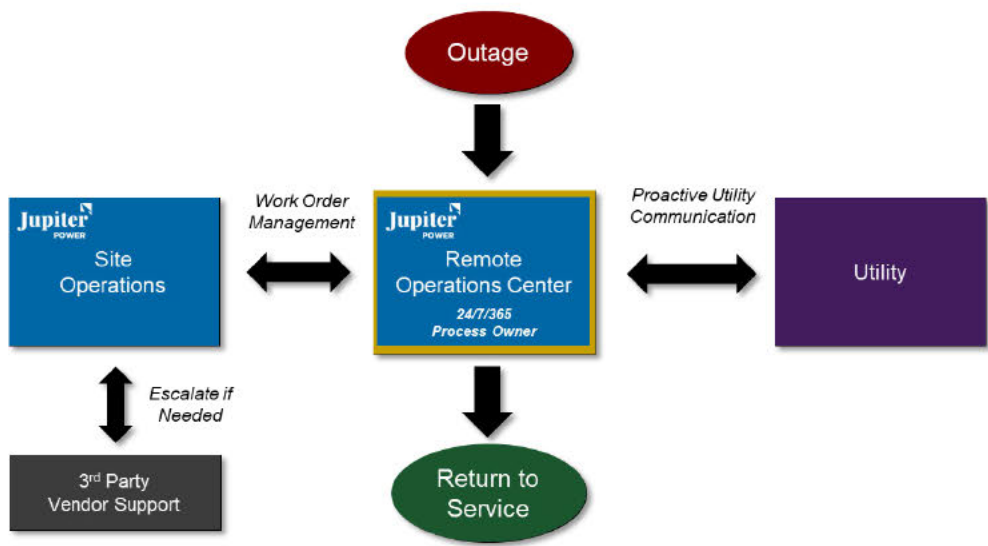 Outage
Work Order
Management
Proactive Utility
Communication
Jupiter
POWER
Site
Operations
Jupiter
POWER
Remote
Operations Center
24/7/365
Process Owner
Utility
Escalate if
Needed
3rd Party
Vendor Support
Return to
Service